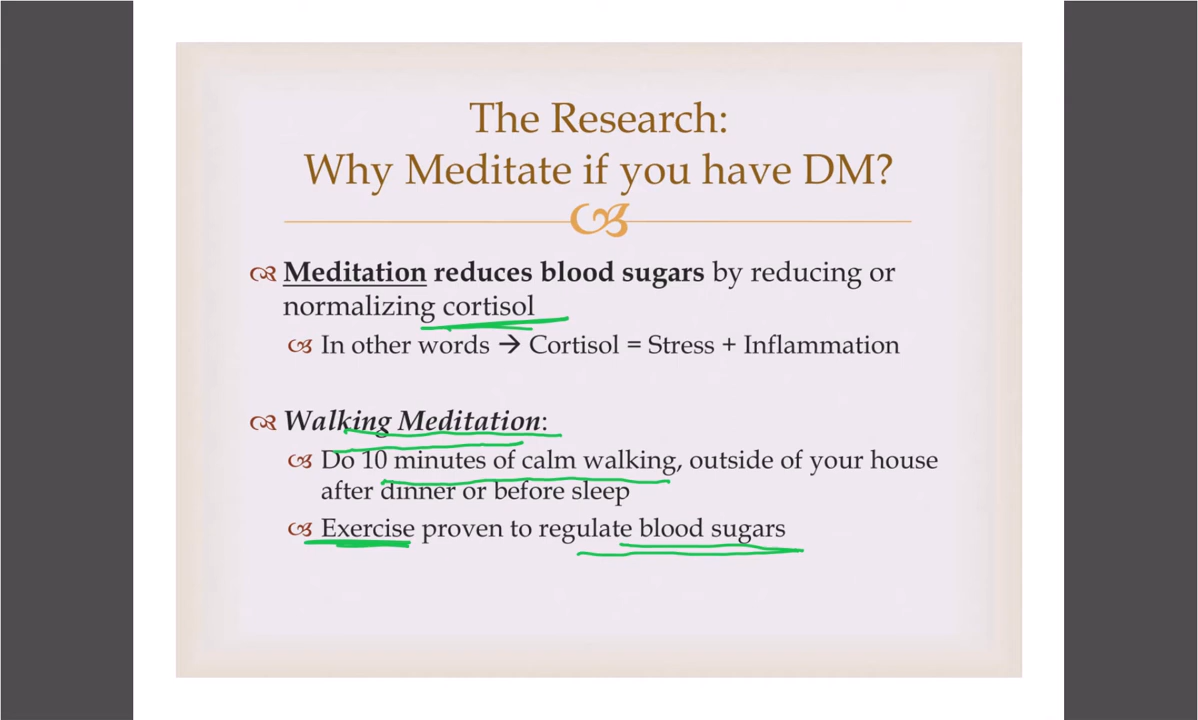 The Research:
Why Meditate if you have DM?
Meditation reduces blood sugars by reducing or
normalizing cortisol
In other words → Cortisol = Stress + Inflammation
Walking Meditation:
Do 10 minutes of calm walking, outside of your house
after dinner or before sleep
Exercise proven to regulate blood sugars